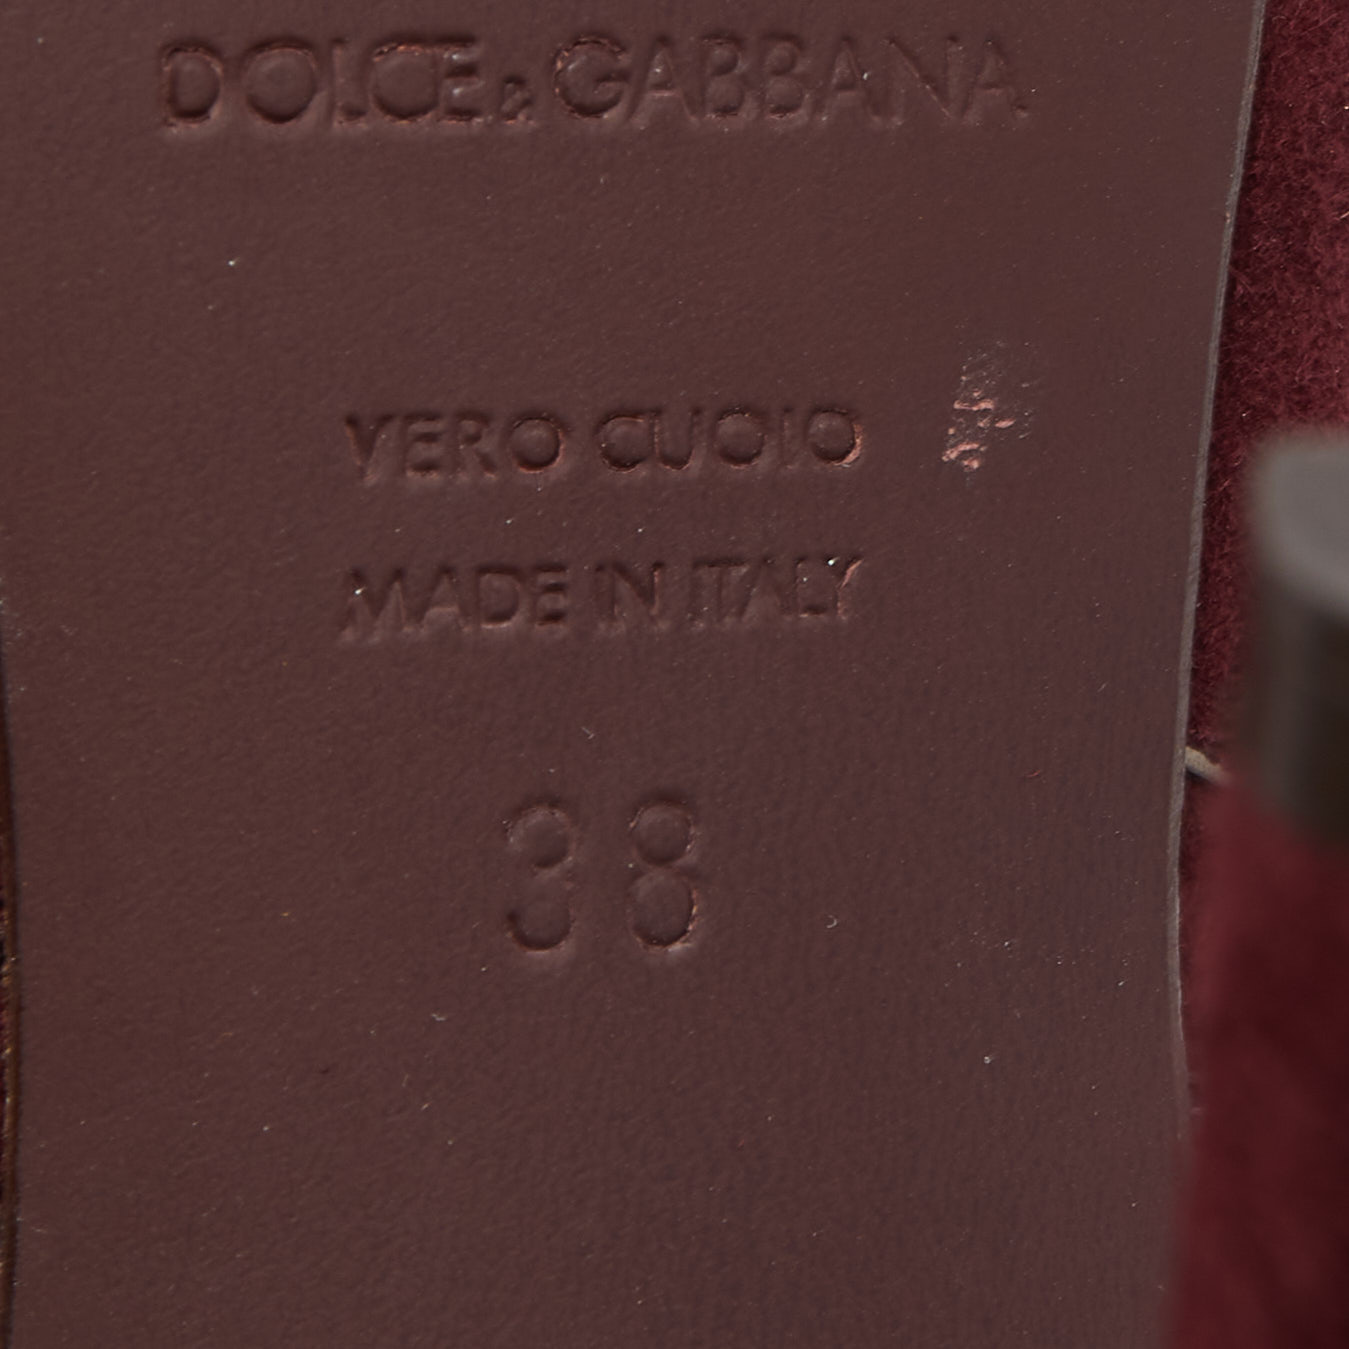 DOLCE & GABBANA
VERO CUOIO
MADE IN ITALY
38